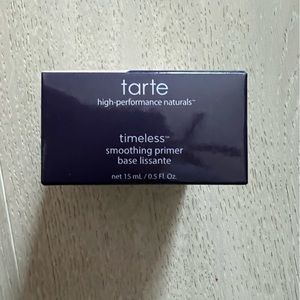 tarte
high-performance naturals™
timeless™
smoothing primer
base lissante
net 15 mL / 0.5 fl. Oz.